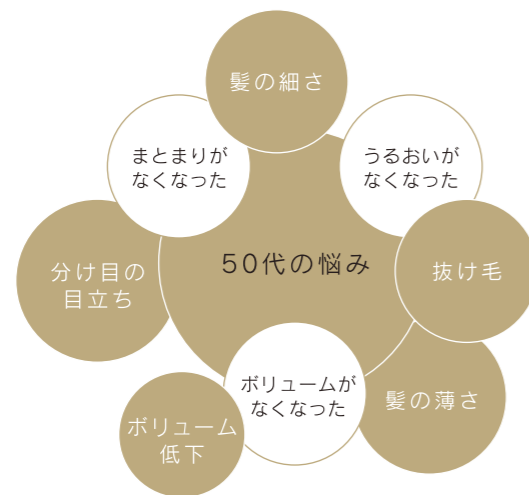 髪の細さ
まとまりが
なくなった
うるおいが
なくなった
50代の悩み
分け目の
目立ち
抜け毛
ボリュームが
なくなった
髪の薄さ
ボリューム
低下